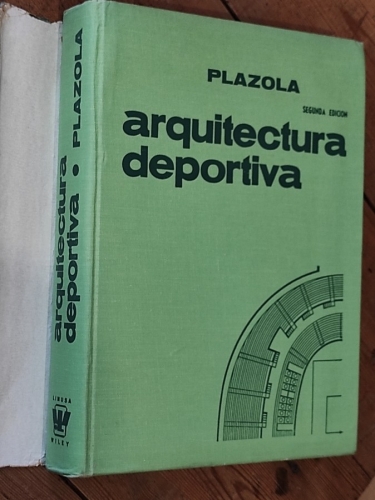 PLAZOLA
SEGUNDA EDICION
arquitectura
deportiva
arquitectura
deportiva • PLAZOLA
LIMUSA
WILEY